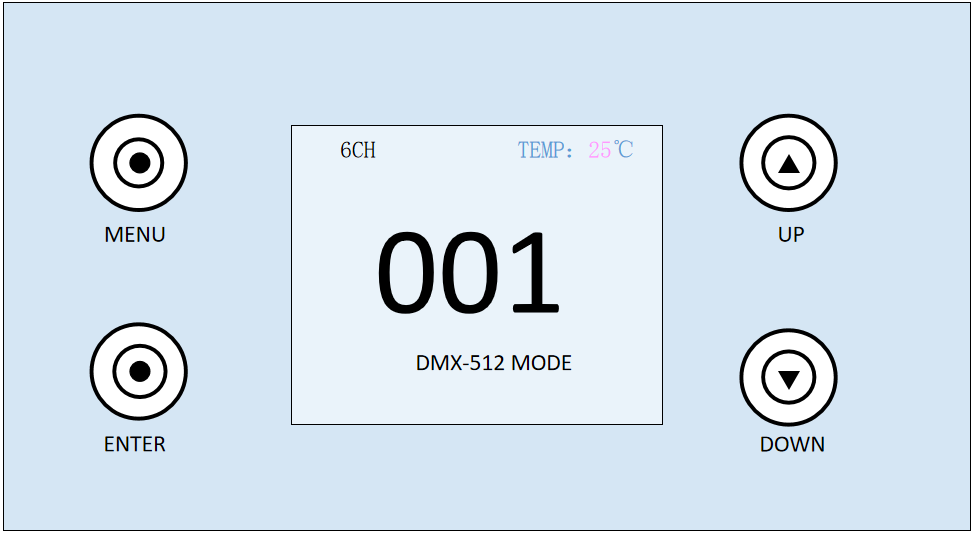 6CH
TEMP: 25℃
001
DMX-512 MODE
MENU
UP
ENTER
DOWN